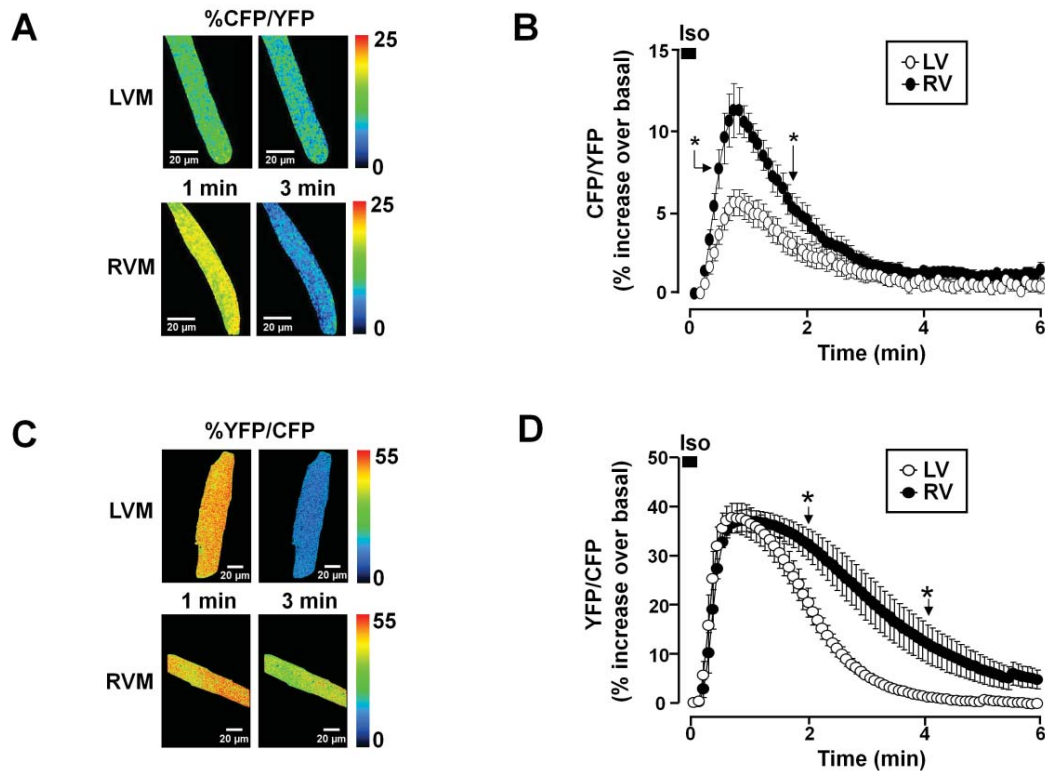 A
%CFP/YFP
LVM
20 µm
20 µm
25
0
1 min
3 min
RVM
20 µm
20 µm
25
0
B
Iso
15
10
5
0
CFP/YFP
(% increase over basal)
*
*
LV
RV
0
2
4
6
Time (min)
C
%YFP/CFP
LVM
20 µm
20 µm
55
0
1 min
3 min
RVM
20 µm
20 µm
55
0
D
Iso
50
40
30
20
10
0
YFP/CFP
(% increase over basal)
*
*
LV
RV
0
2
4
6
Time (min)